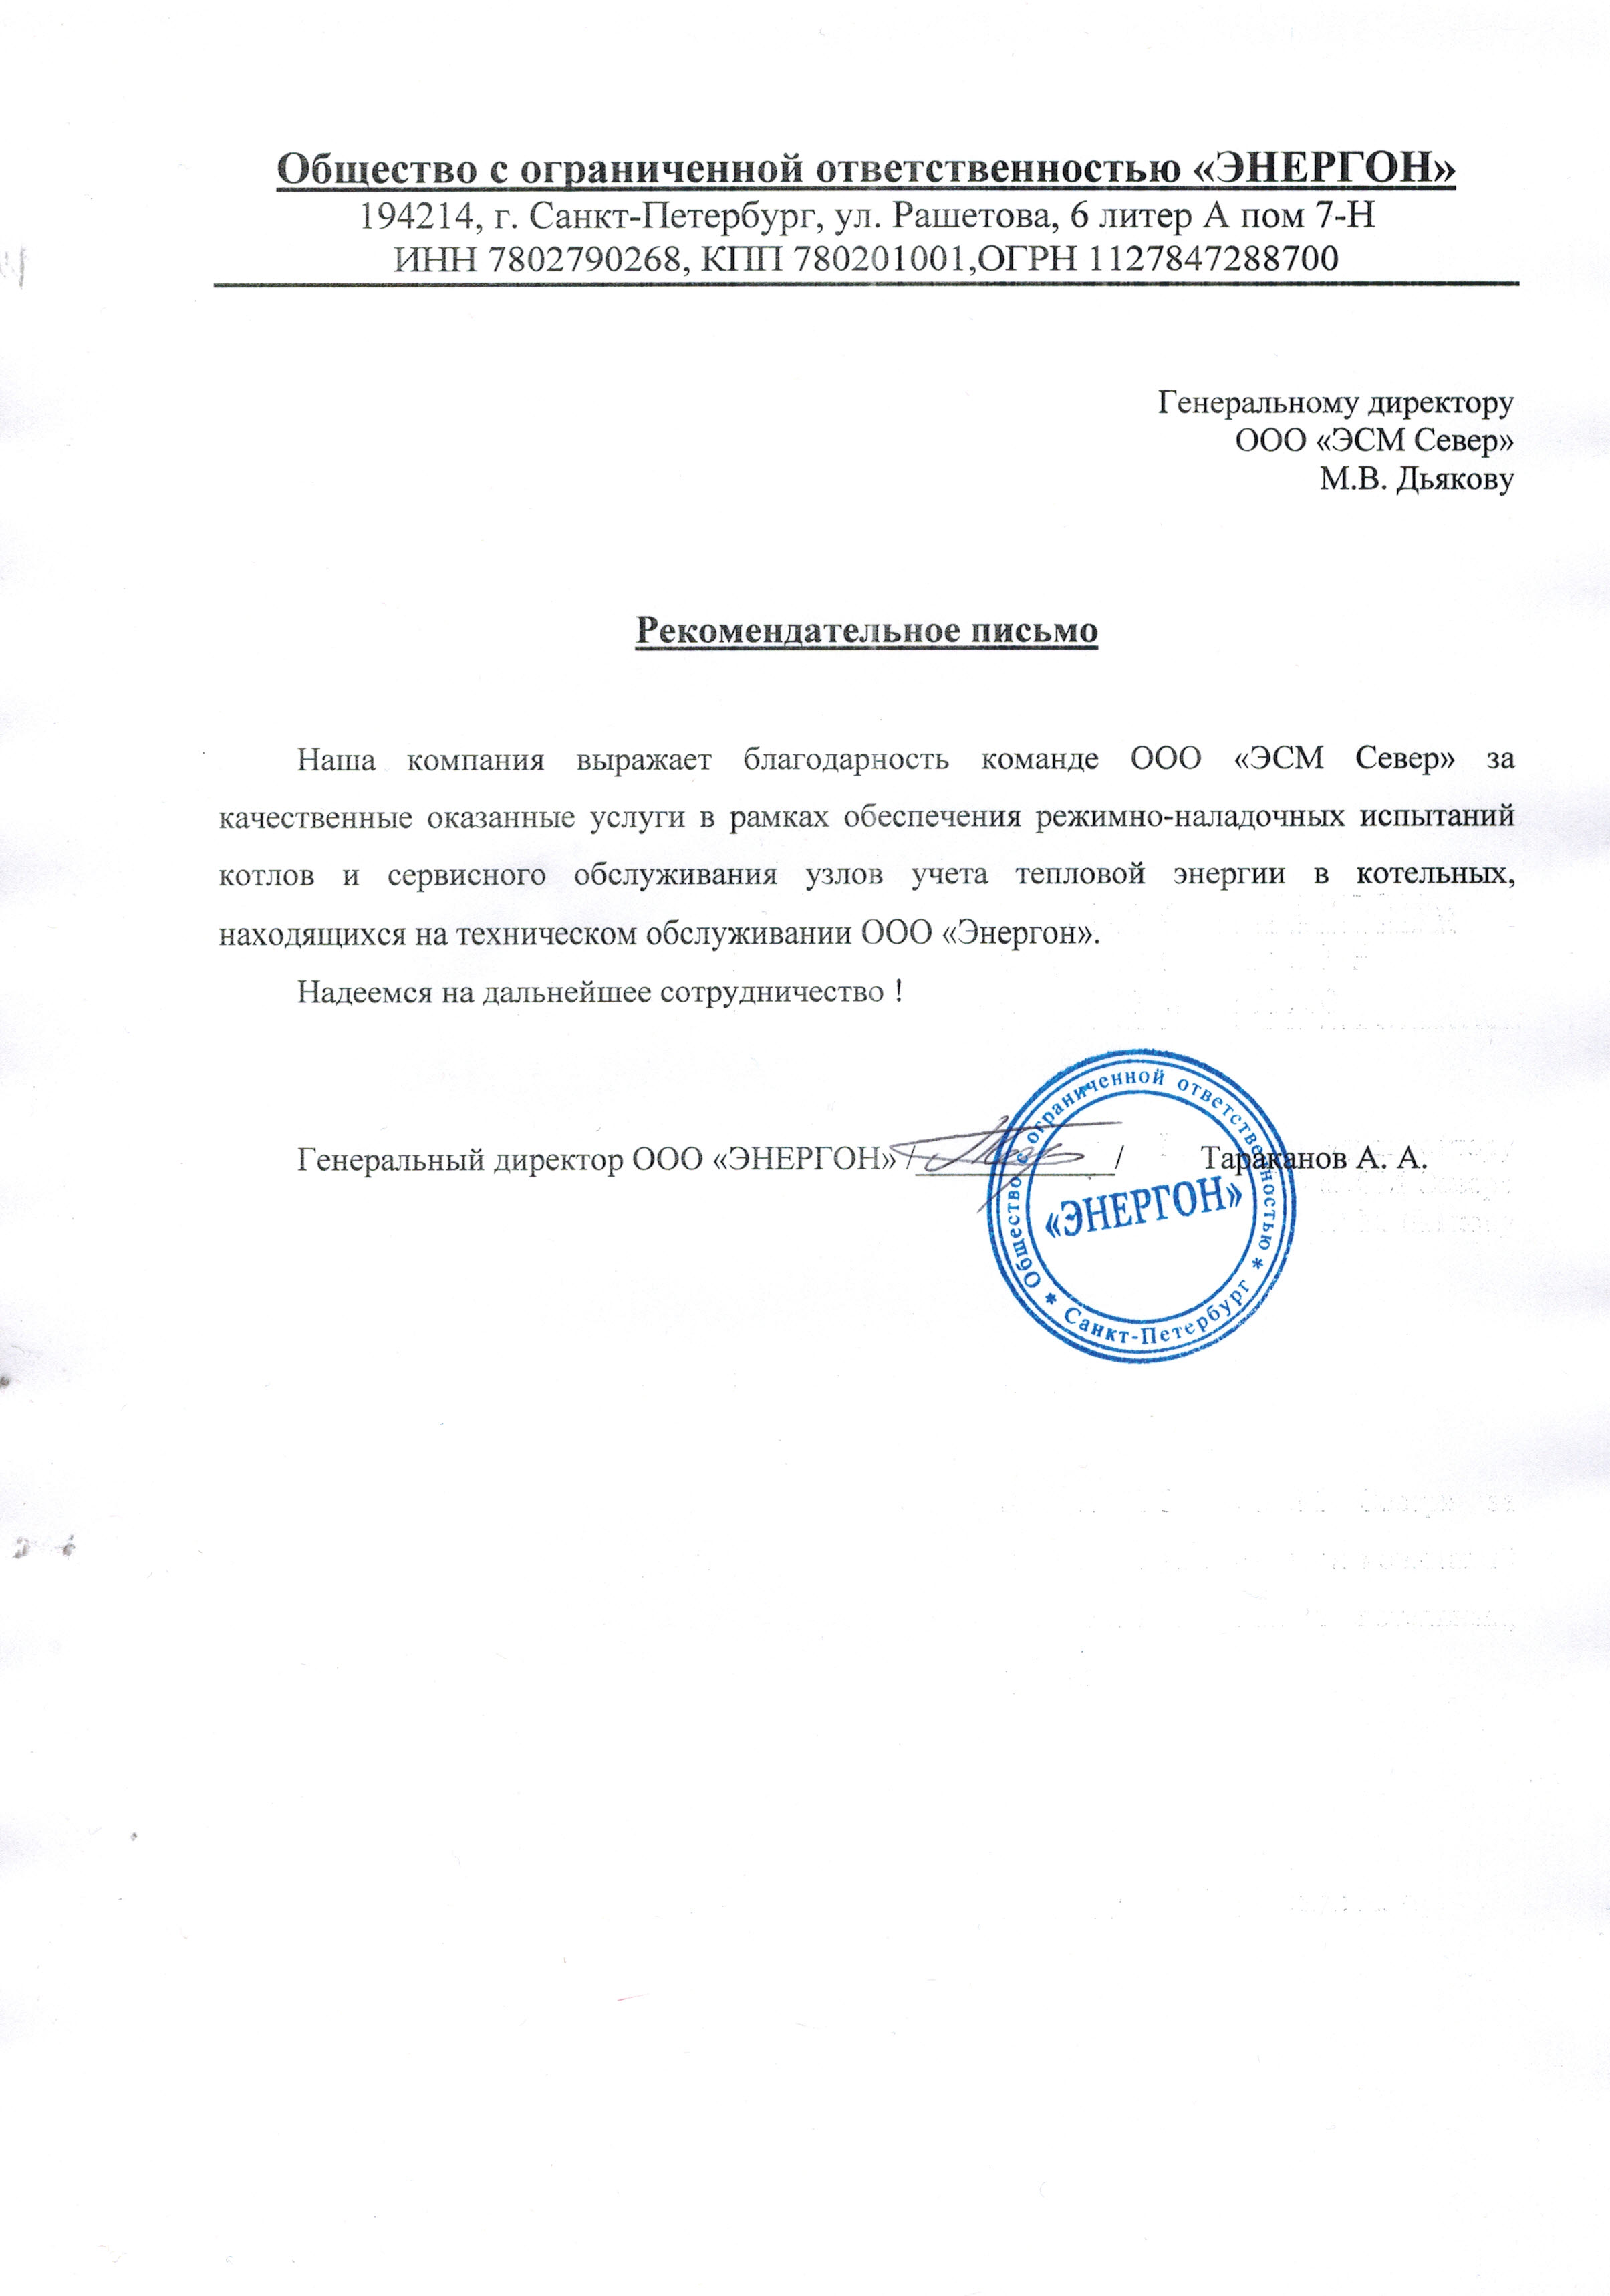 Общество с ограниченной ответственностью «ЭНЕРГОН»
194214, г. Санкт-Петербург, ул. Рашетова, 6 литер А пом 7-Н
ИНН 7802790268, КПП 780201001,ОГРН 1127847288700
Генеральному директору
ООО «ЭСМ Север»
М.В. Дьякову
Рекомендательное письмо
Наша компания выражает благодарность команде ООО «ЭСМ Север» за
качественные оказанные услуги в рамках обеспечения режимно-наладочных испытаний
котлов и сервисного обслуживания узлов учета тепловой энергии в котельных,
находящихся на техническом обслуживании ООО «Энергон».
Надеемся на дальнейшее сотрудничество !
Генеральный директор ООО «ЭНЕРГОН» /____________/ Тараканов А. А.
Общество с ограниченной ответственностью
«ЭНЕРГОН»
* Санкт-Петербург *